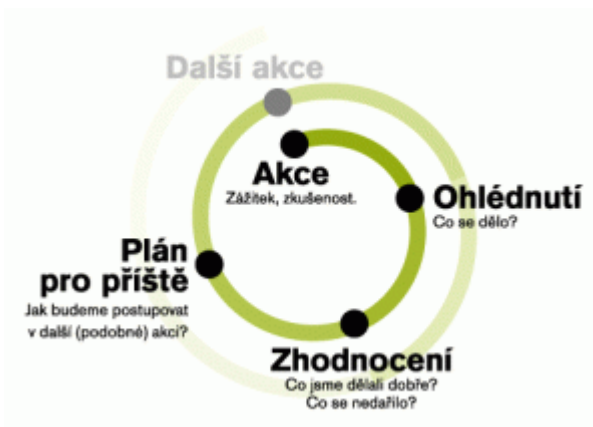 Další akce
Akce
Zážitek, zkušenost.
Ohlédnutí
Co se dělo?
Zhodnocení
Co jsme dělali dobře?
Co se nedařilo?
Plán
pro příště
Jak budeme postupovat
v další (podobné) akci?